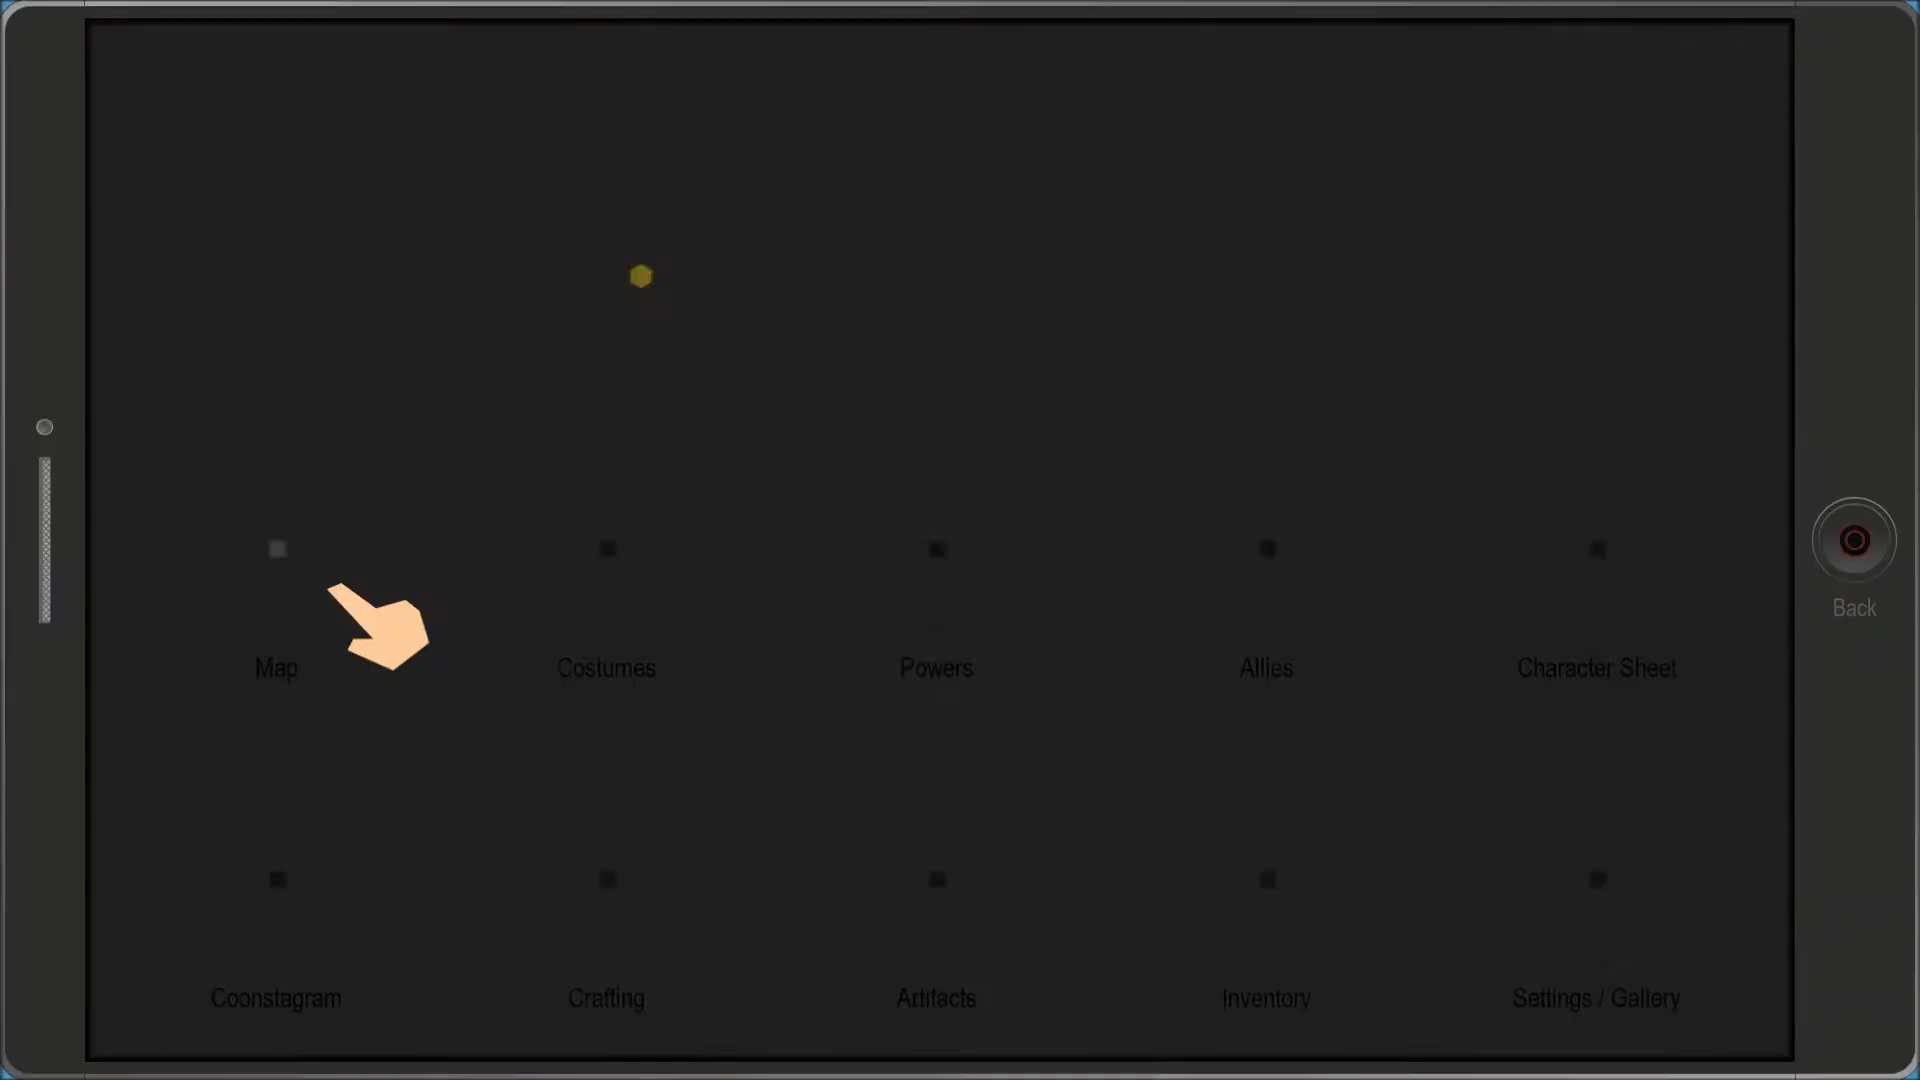 Back
Map
Costumes
Powers
Allies
Character Sheet
Coonstagram
Crafting
Artifacts
Inventory
Settings / Gallery